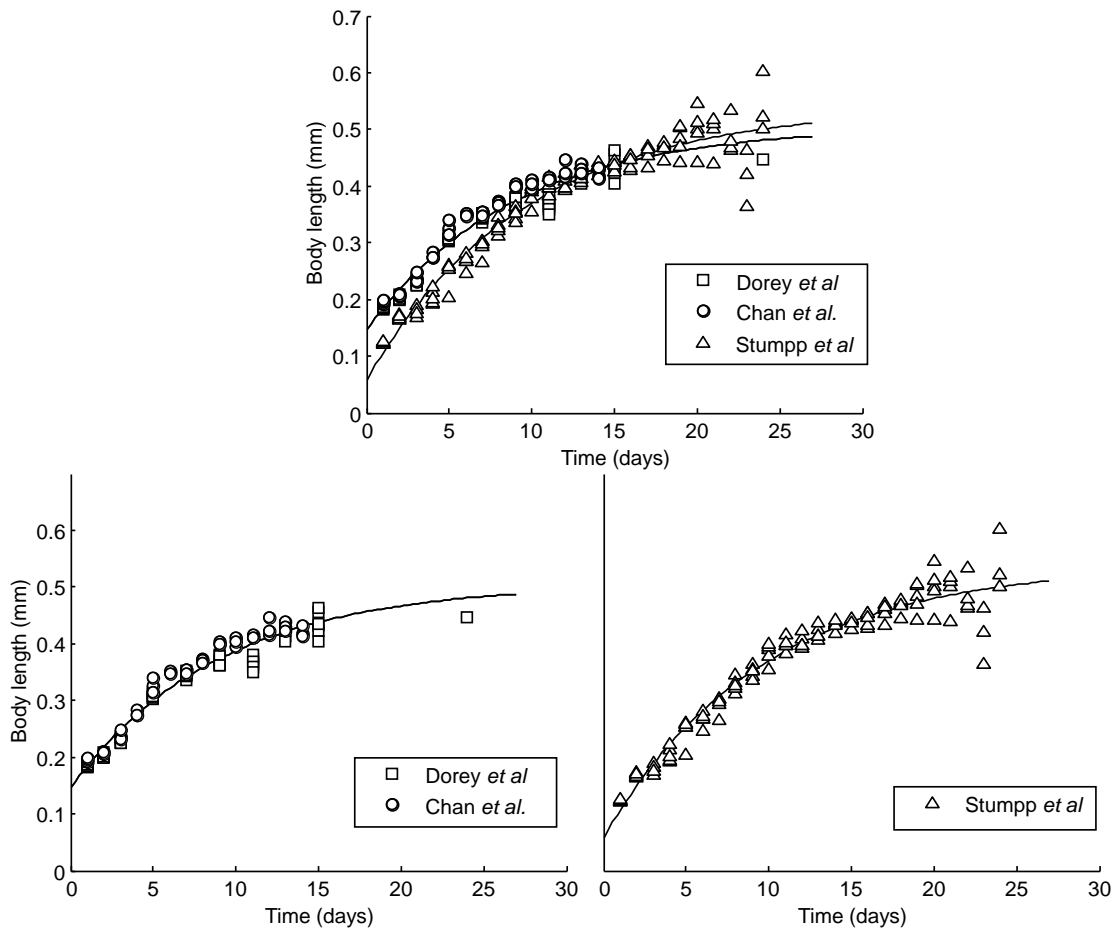 0.7
0.6
0.5
0.4
0.3
0.2
0.1
0
Body length (mm)
Dorey et al
Chan et al.
Stumpp et al
0 5 10 15 20 25 30
Time (days)
0.6
0.5
0.4
0.3
0.2
0.1
0
Body length (mm)
Dorey et al
Chan et al.
0 5 10 15 20 25 30
Time (days)
Stumpp et al
0 5 10 15 20 25 30
Time (days)